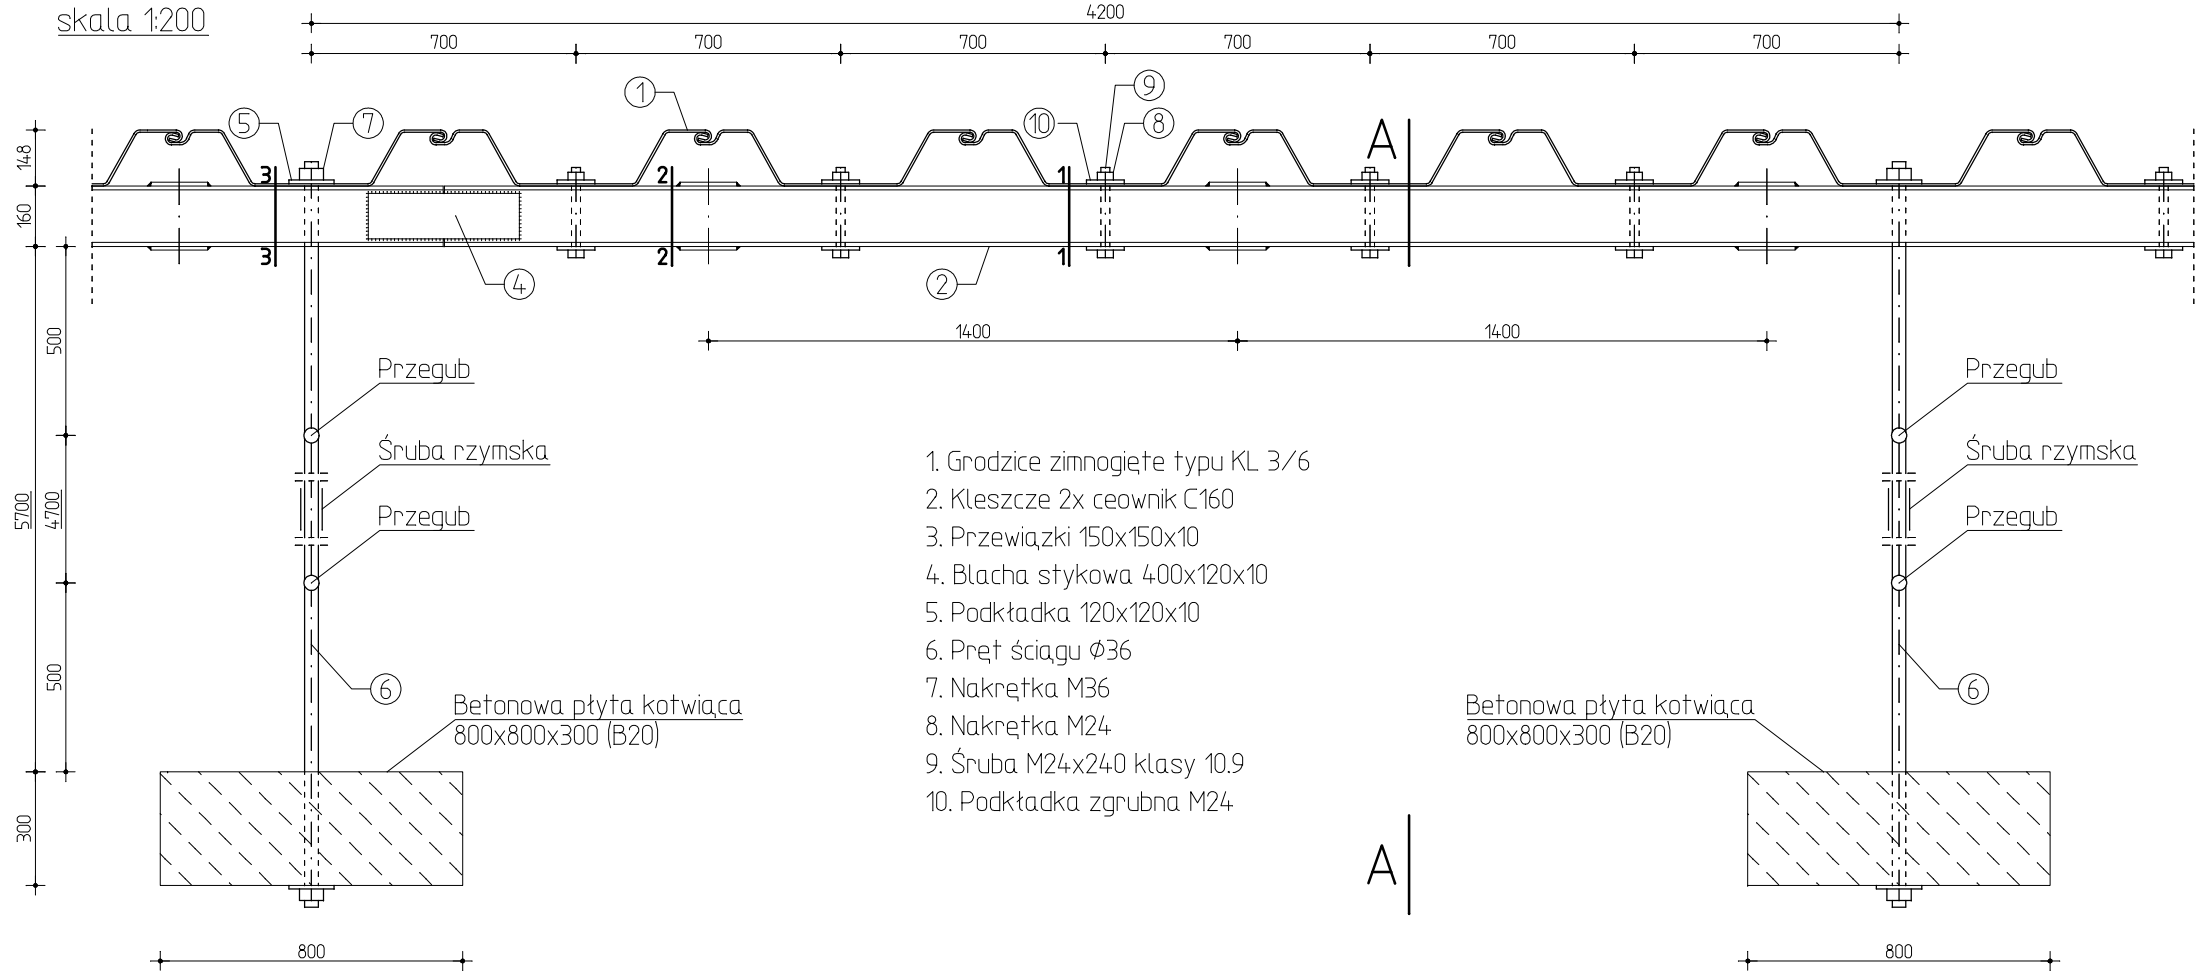 skala 1:200
4200
700 700 700 700 700 700
1 9
5 7 10 8 A
148
3 2 1
160
3 2 1
4 2
500
1400 1400
Przegub Przegub
Śruba rzymska Śruba rzymska
5700 4700
Przegub Przegub
1. Grodzice zimnogięte typu KL 3/6
2. Kleszcze 2x ceownik C160
3. Przewiązki 150x150x10
4. Blacha stykowa 400x120x10
5. Podkładka 120x120x10
6. Pręt ściągu Φ36
7. Nakrętka M36
8. Nakrętka M24
9. Śruba M24x240 klasy 10.9
10. Podkładka zgrubna M24
500
6 6
Betonowa płyta kotwiąca
800x800x300 (B20)
Betonowa płyta kotwiąca
800x800x300 (B20)
300
A
800 800